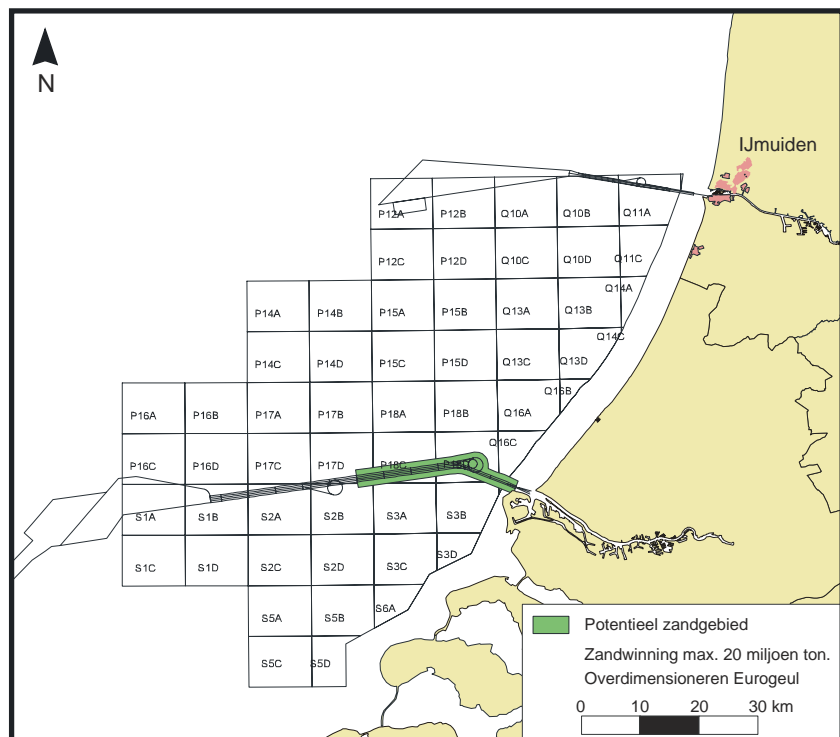 N
IJmuiden
P12A P12B Q10A Q10B Q11A
P12C P12D Q10C Q10D Q11C
Q14A
P14A P14B P15A P15B Q13A Q13B
Q14C
P14C P14D P15C P15D Q13C Q13D
Q16B
P16A P16B P17A P17B P18A P18B Q16A
Q16C
P16C P16D P17C P17D P18C P18D
S1A S1B S2A S2B S3A S3B
S3D
S1C S1D S2C S2D S3C
S6A
S5A S5B
S5C S5D
Potentieel zandgebied
Zandwinning max. 20 miljoen ton.
Overdimensioneren Eurogeul
0 10 20 30 km